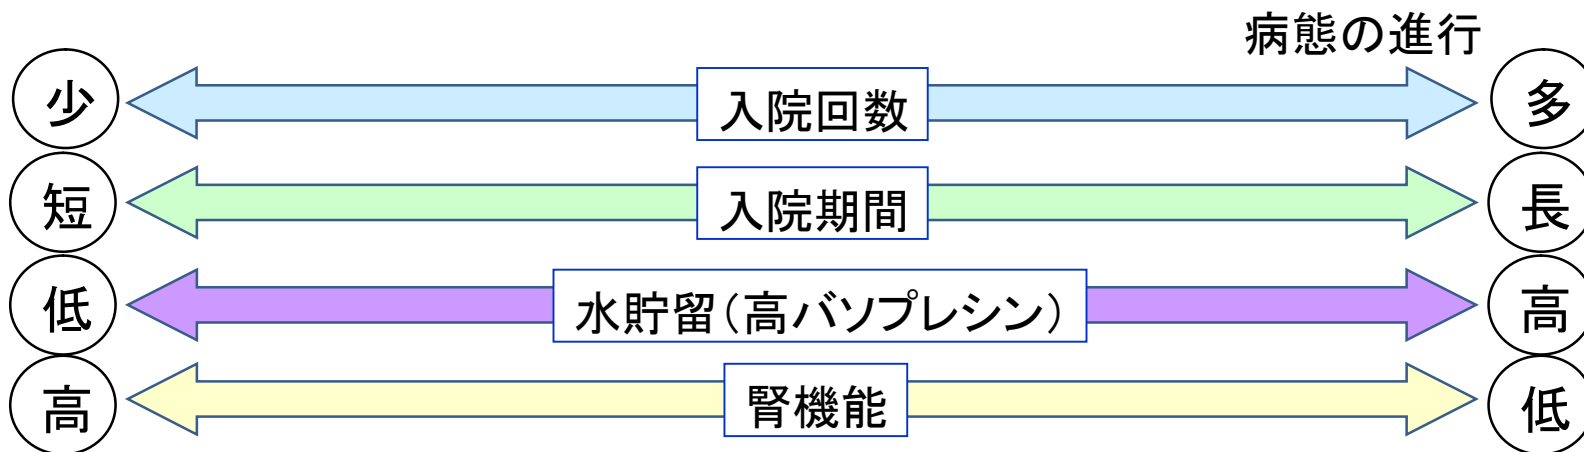 病態の進行
少 入院回数 多
短 入院期間 長
低 水貯留(高バソプレシン) 高
高 腎機能 低